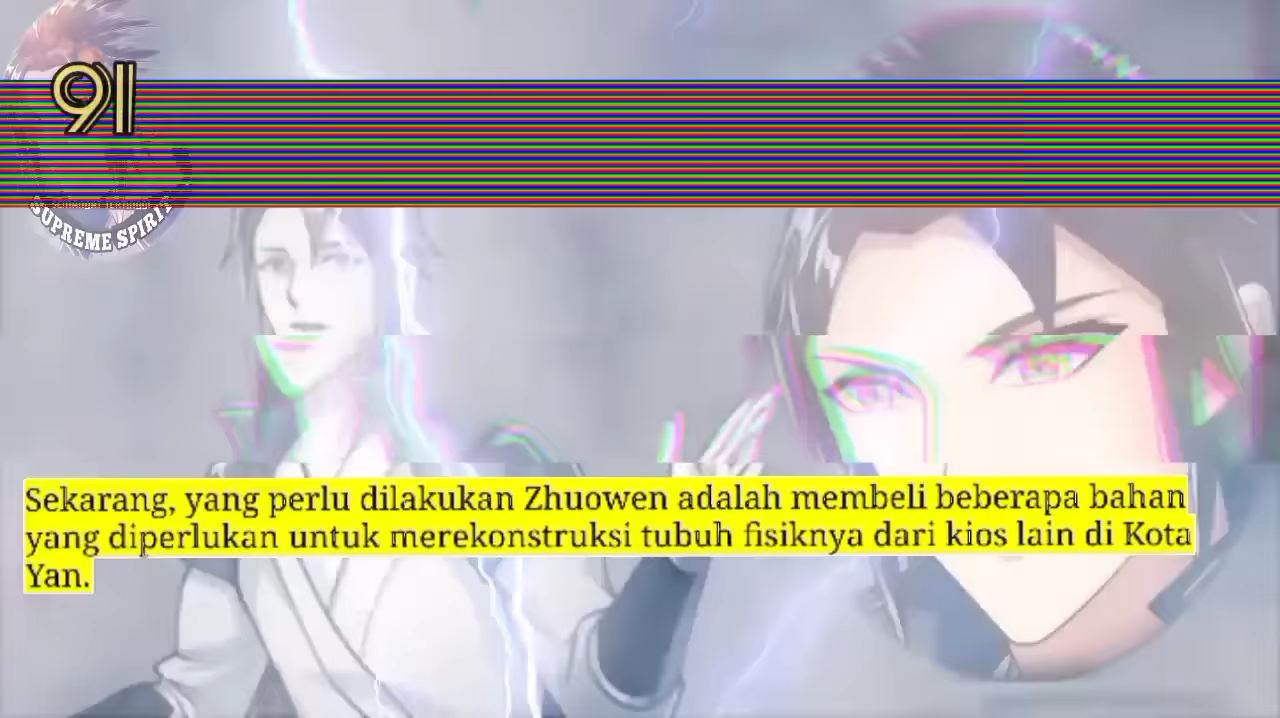 91
SUPREME SPIRIT
Sekarang, yang perlu dilakukan Zhuowen adalah membeli beberapa bahan
yang diperlukan untuk merekonstruksi tubuh fisiknya dari kios lain di Kota
Yan.